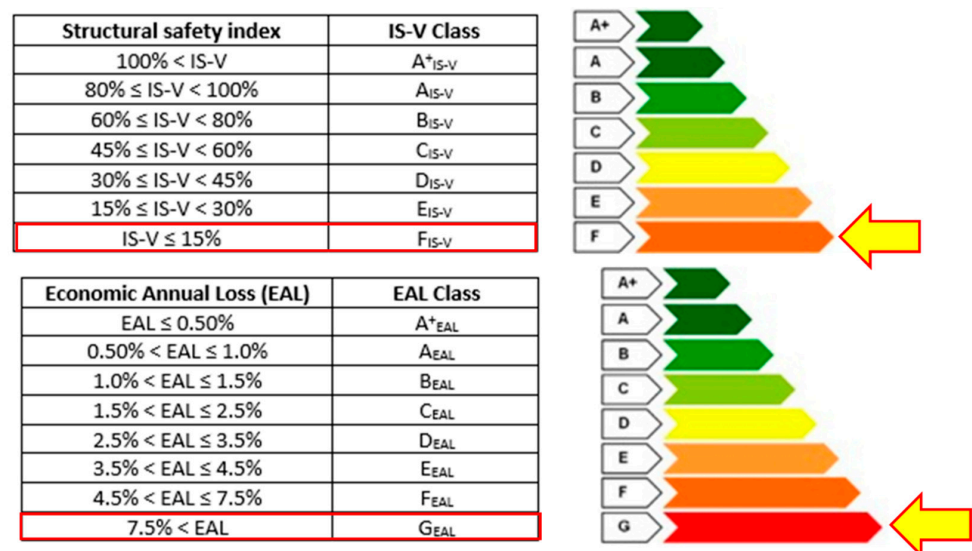 Structural safety index IS-V Class
100% < IS-V A⁺IS-V
80% ≤ IS-V < 100% AIS-V
60% ≤ IS-V < 80% BIS-V
45% ≤ IS-V < 60% CIS-V
30% ≤ IS-V < 45% DIS-V
15% ≤ IS-V < 30% EIS-V
IS-V ≤ 15% FIS-V
A+
A
B
C
D
E
F
Economic Annual Loss (EAL) EAL Class
EAL ≤ 0.50% A⁺EAL
0.50% < EAL ≤ 1.0% AEAL
1.0% < EAL ≤ 1.5% BEAL
1.5% < EAL ≤ 2.5% CEAL
2.5% < EAL ≤ 3.5% DEAL
3.5% < EAL ≤ 4.5% EEAL
4.5% < EAL ≤ 7.5% FEAL
7.5% < EAL GEAL
A+
A
B
C
D
E
F
G